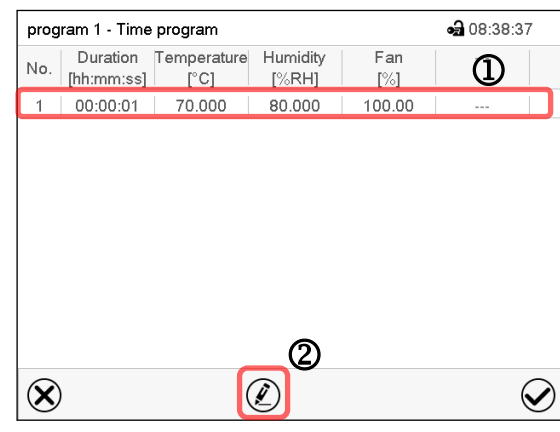 program 1 - Time program 08:38:37
No. Duration [hh:mm:ss] Temperature [°C] Humidity [%RH] Fan [%] ①
1 00:00:01 70.000 80.000 100.00 ---
②